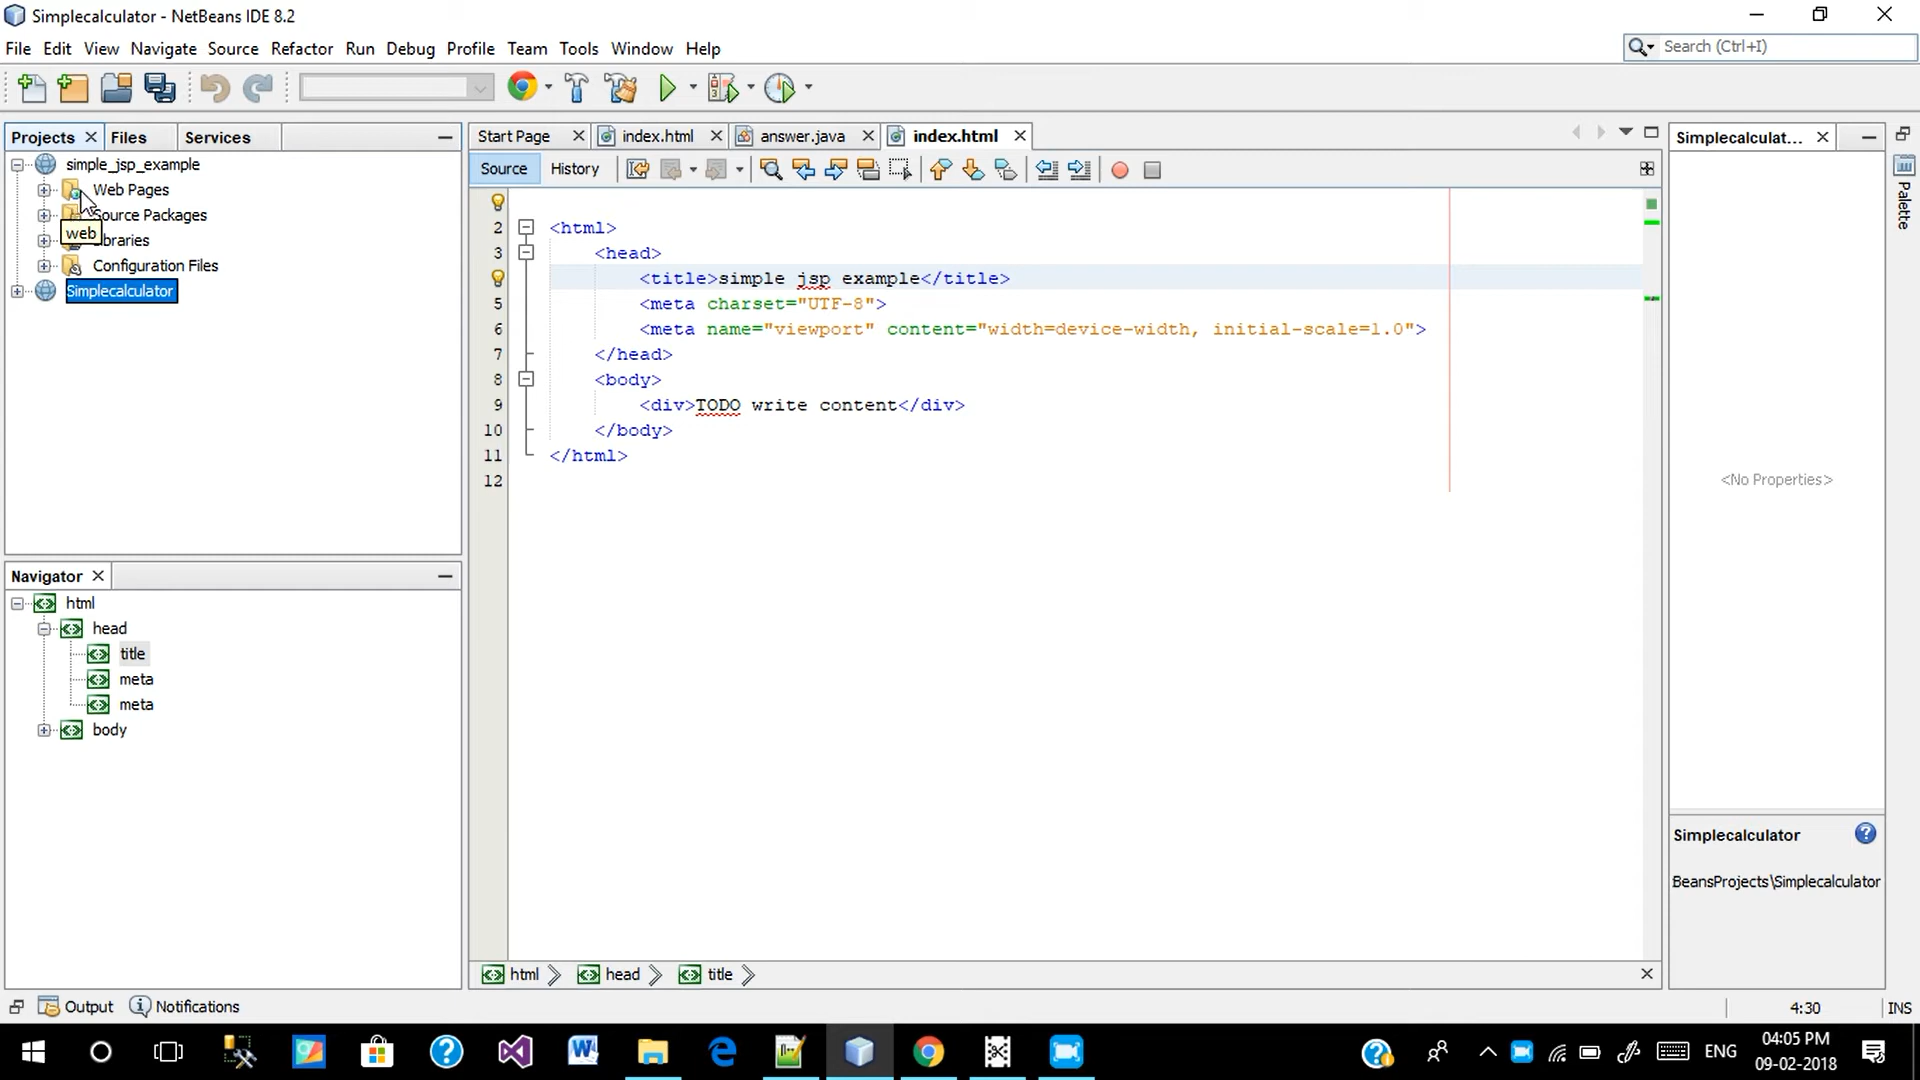 Simplecalculator - NetBeans IDE 8.2
File Edit View Navigate Source Refactor Run Debug Profile Team Tools Window Help
Search (Ctrl+I)
Projects Files Services
simple_jsp_example
Web Pages
Source Packages
web
Configuration Files
Simplecalculator
Navigator
html
head
title
meta
meta
body
Start Page index.html answer.java index.html
Source History
2 <html>
3 <head>
<title>simple jsp example</title>
5 <meta charset="UTF-8">
6 <meta name="viewport" content="width=device-width, initial-scale=1.0">
7 </head>
8 <body>
9 <div>TODO write content</div>
10 </body>
11 </html>
12
html head title
Simplecalculat...
Palette
<No Properties>
Simplecalculator
BeansProjects\Simplecalculator
Output Notifications
4:30 INS
ENG
04:05 PM
09-02-2018